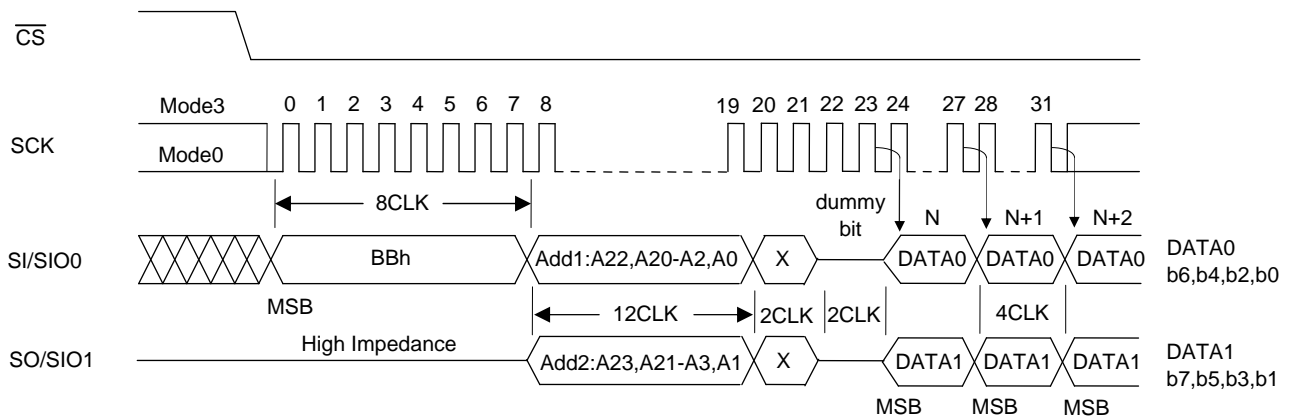 CS
Mode3
0 1 2 3 4 5 6 7 8 19 20 21 22 23 24 27 28 31
SCK
Mode0
8CLK
dummy
bit
N N+1 N+2
SI/SIO0
BBh
Add1:A22,A20-A2,A0
X
DATA0 DATA0 DATA0
DATA0
b6,b4,b2,b0
MSB
12CLK
2CLK
2CLK
4CLK
High Impedance
SO/SIO1
Add2:A23,A21-A3,A1
X
DATA1 DATA1 DATA1
DATA1
b7,b5,b3,b1
MSB MSB MSB